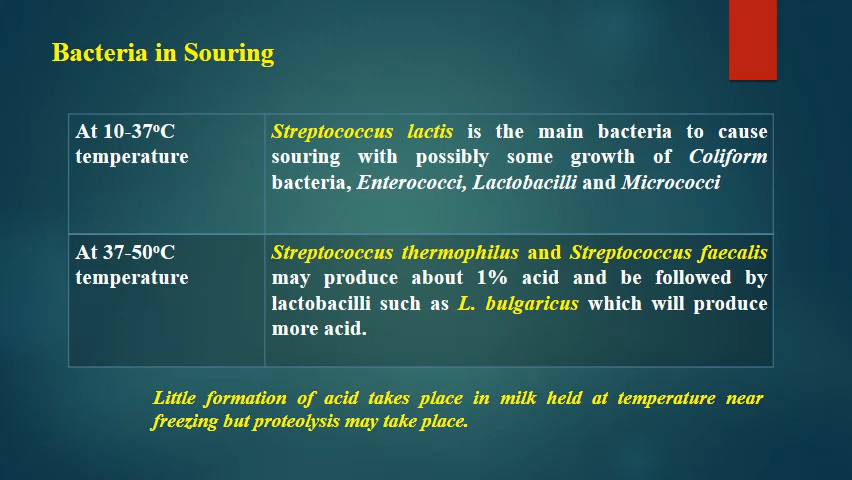 Bacteria in Souring
At 10-37ºC
temperature
Streptococcus lactis is the main bacteria to cause
souring with possibly some growth of Coliform
bacteria, Enterococci, Lactobacilli and Micrococci
At 37-50ºC
temperature
Streptococcus thermophilus and Streptococcus faecalis
may produce about 1% acid and be followed by
lactobacilli such as L. bulgaricus which will produce
more acid.
Little formation of acid takes place in milk held at temperature near
freezing but proteolysis may take place.